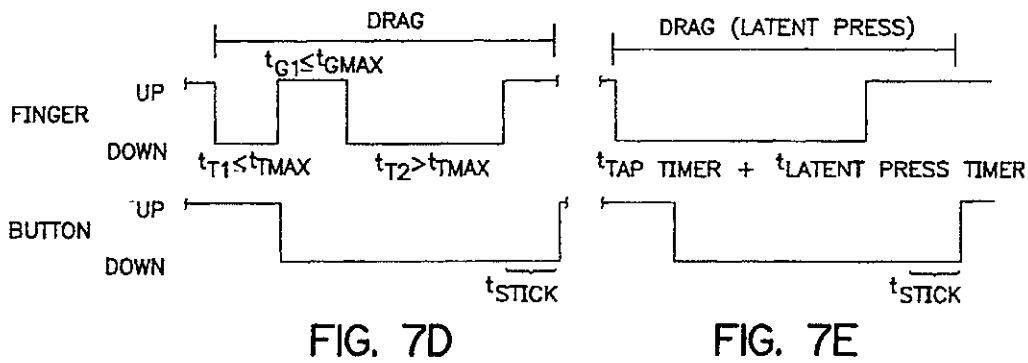 DRAG
DRAG (LATENT PRESS)
tG1≤tGMAX
UP
FINGER
DOWN
tT1≤tTMAX
tT2>tTMAX
tTAP TIMER + tLATENT PRESS TIMER
UP
BUTTON
DOWN
tSTICK
tSTICK
FIG. 7D
FIG. 7E